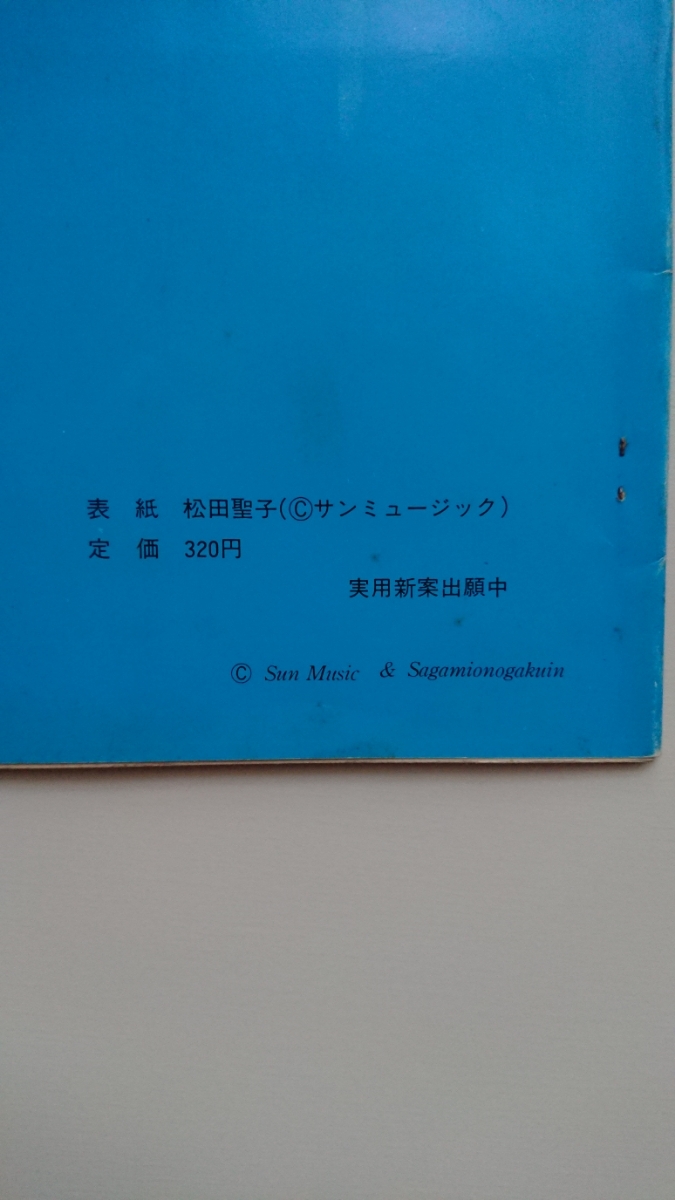 表　紙　松田聖子(Ⓒサンミュージック)
定　価　320円
実用新案出願中
Ⓒ Sun Music & Sagamionogakuin